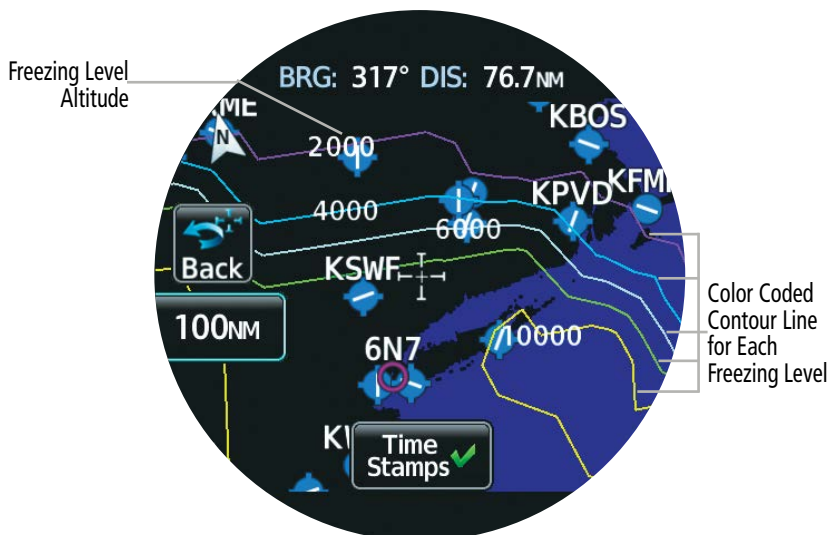 Freezing Level
Altitude
BRG: 317° DIS: 76.7NM
KBOS
N
2000
KPVD
4000
6000
Back
KSWF
100NM
10000
6N7
Time
Stamps
Color Coded
Contour Line
for Each
Freezing Level